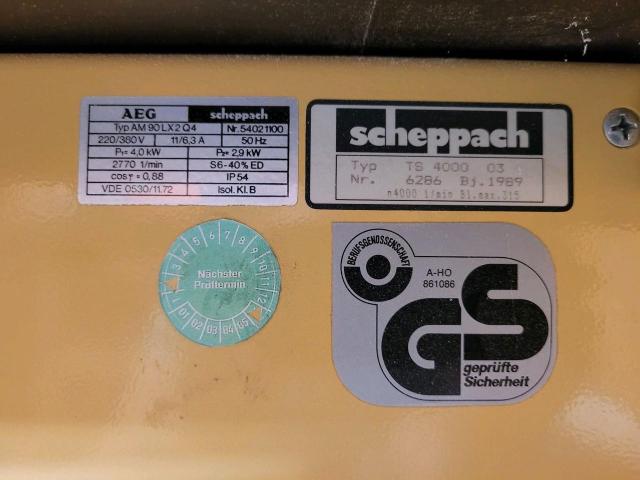 AEG scheppach
Typ AM 90 LX 2 Q4 Nr. 54021100
220/380V 11/6,3 A 50 Hz
P₁= 4,0 kW P₂= 2,9 kW
2770 1/min S6-40% ED
cos φ = 0,88 IP 54
VDE 0530/11.72 Isol. Kl. B
scheppach
Typ TS 4000 03
Nr. 6286 Bj. 1989
n4000 1/min Bl.max.315
1 2 3 4 5 6 7 8 9 10 11 12
Nächster
Prüftermin
01 02 03 04 05
BERUFSGENOSSENSCHAFT
A-HO
861086
GS
geprüfte
Sicherheit